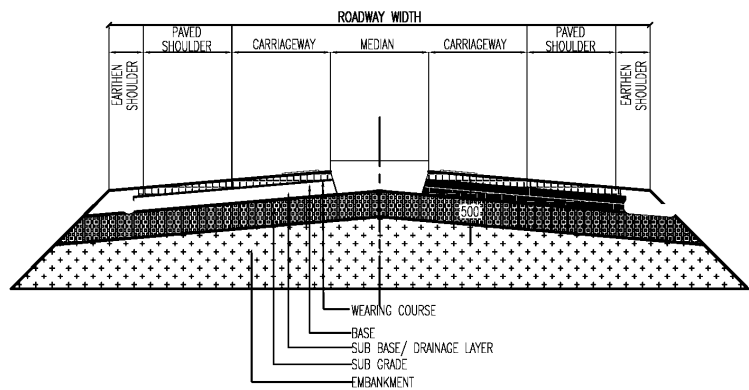 ROADWAY WIDTH
EARTHEN
SHOULDER
PAVED
SHOULDER
CARRIAGEWAY
MEDIAN
CARRIAGEWAY
PAVED
SHOULDER
EARTHEN
SHOULDER
500
WEARING COURSE
BASE
SUB BASE/ DRAINAGE LAYER
SUB GRADE
EMBANKMENT